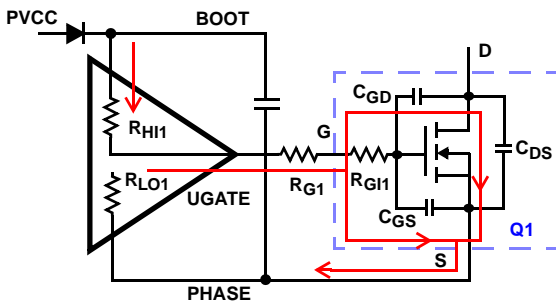 PVCC
BOOT
D
C_GD
G
R_HI1
C_DS
R_LO1
R_G1
R_GI1
UGATE
C_GS
Q1
S
PHASE